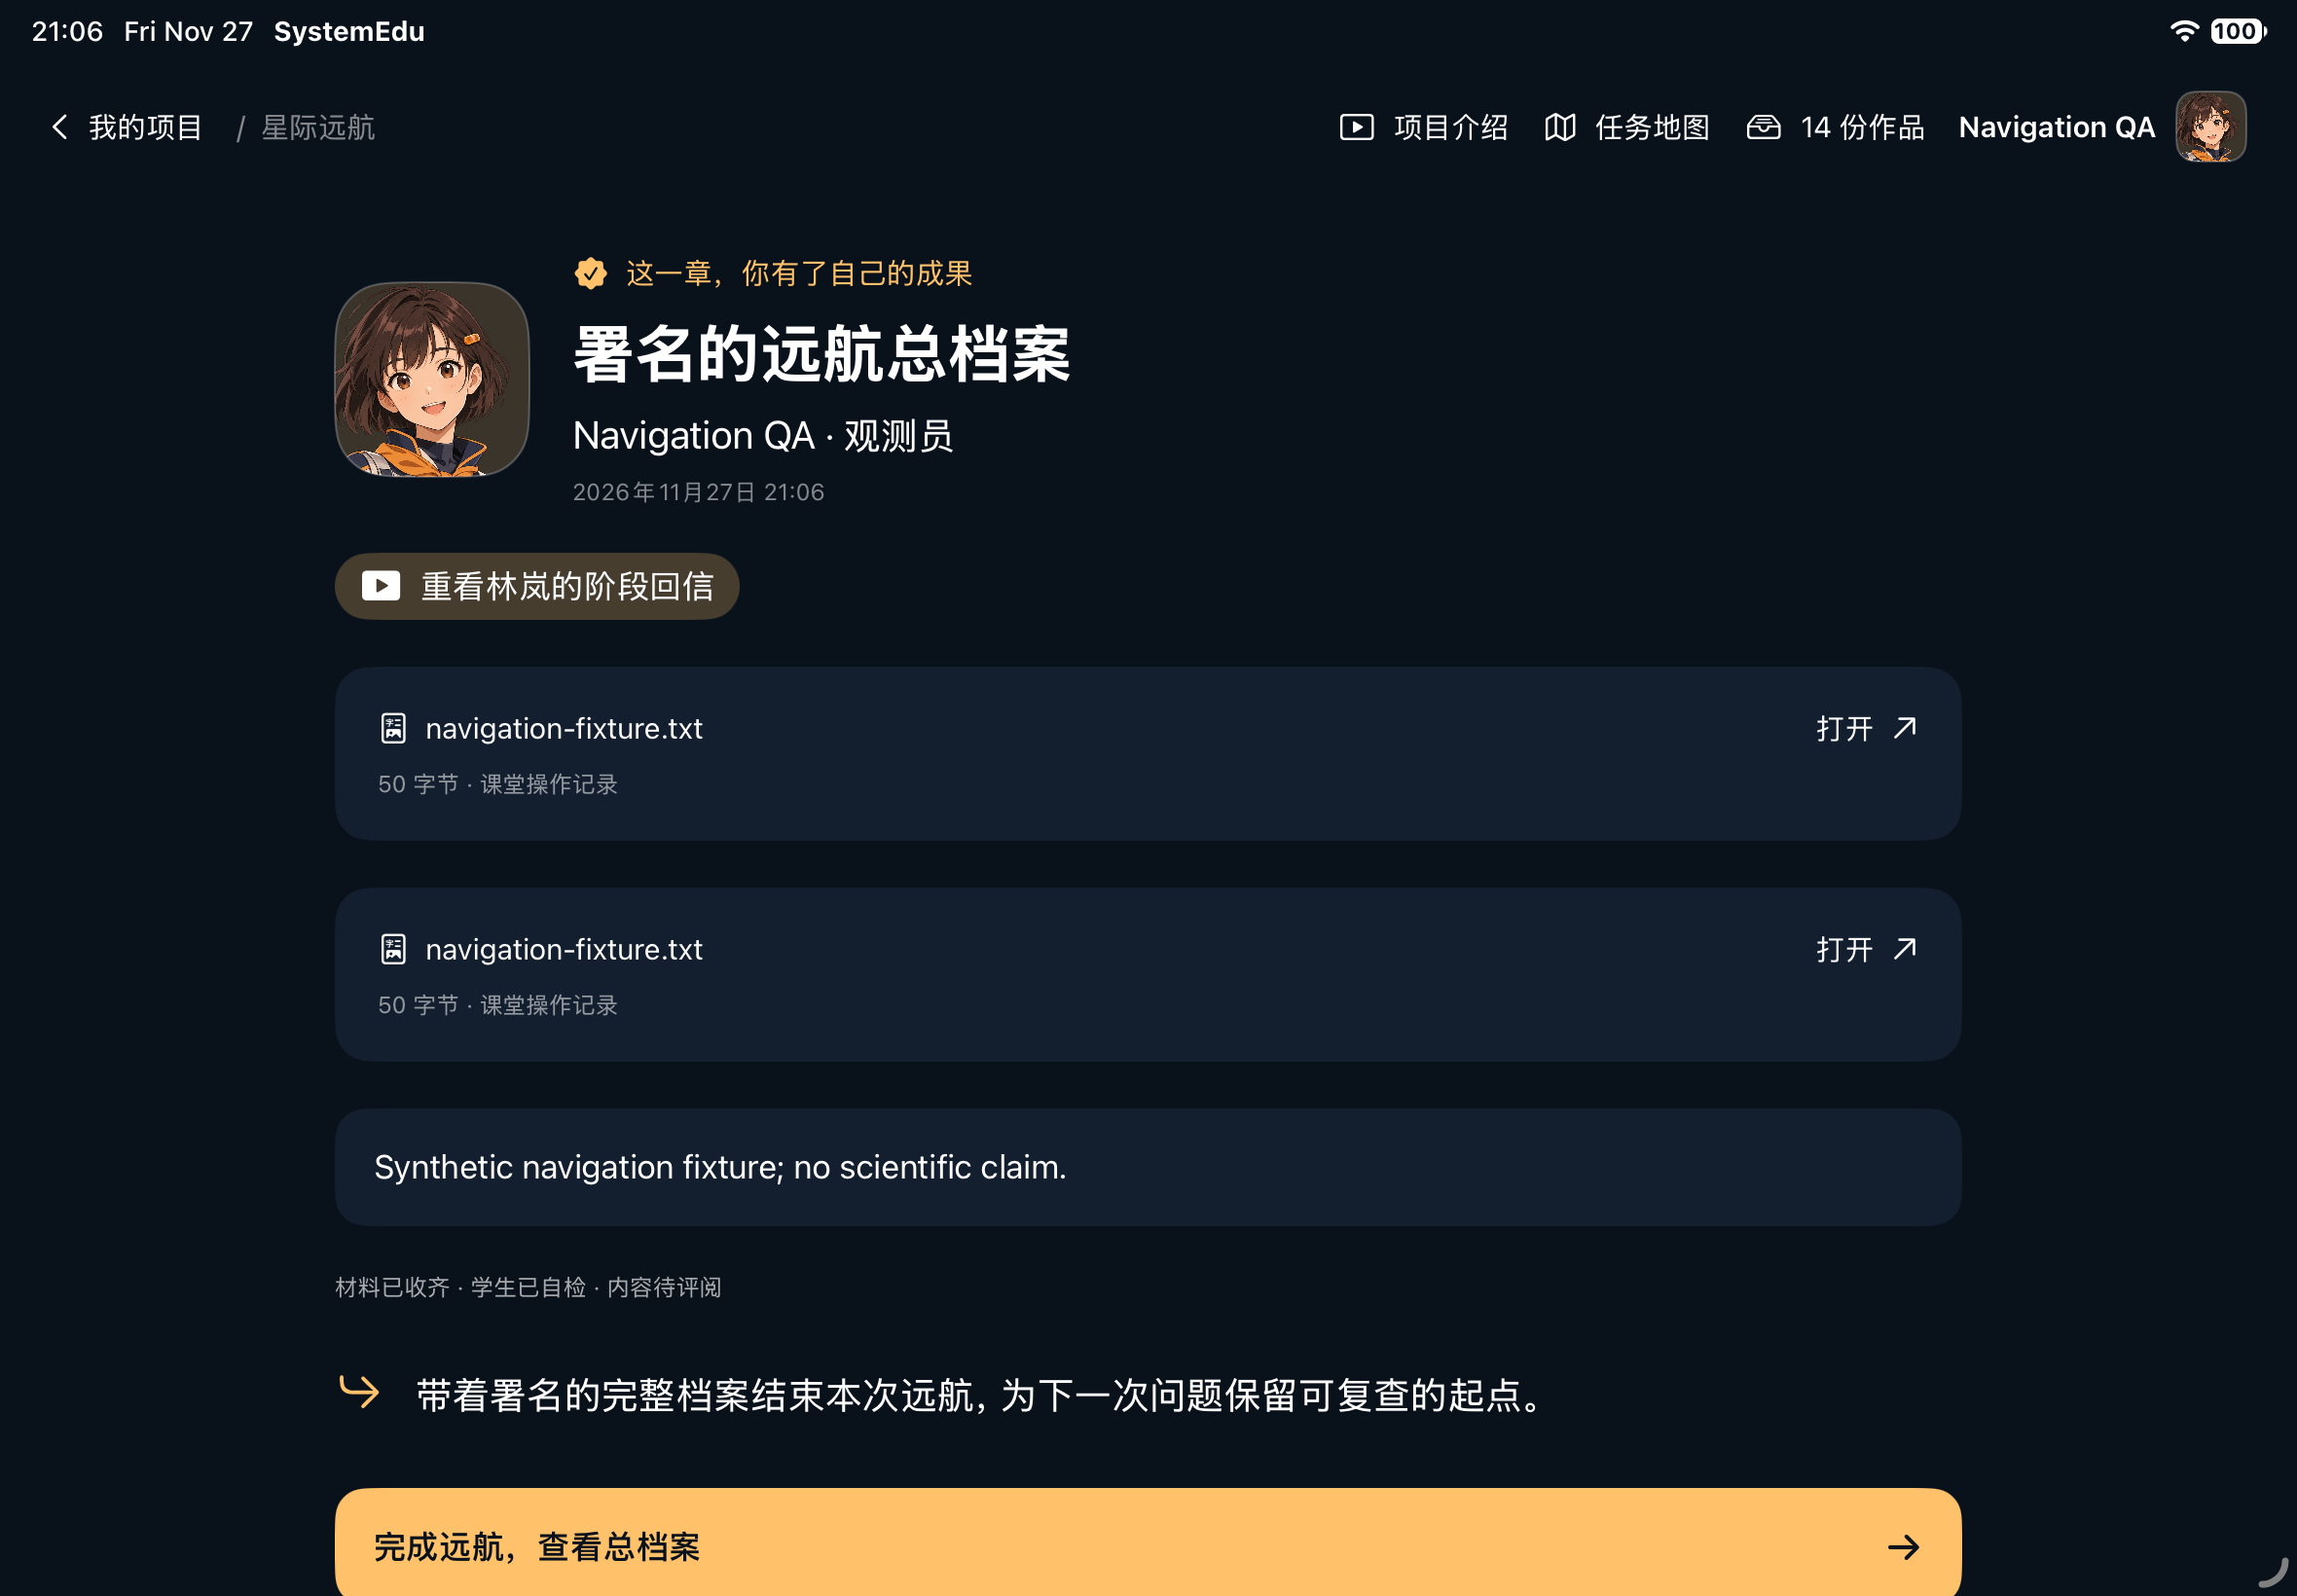 21:06 Fri Nov 27 SystemEdu 100
我的项目 / 星际远航 项目介绍 任务地图 14 份作品 Navigation QA
这一章，你有了自己的成果
署名的远航总档案
Navigation QA · 观测员
2026年11月27日 21:06
重看林岚的阶段回信
navigation-fixture.txt 打开
50 字节 · 课堂操作记录
navigation-fixture.txt 打开
50 字节 · 课堂操作记录
Synthetic navigation fixture; no scientific claim.
材料已收齐 · 学生已自检 · 内容待评阅
带着署名的完整档案结束本次远航，为下一次问题保留可复查的起点。
完成远航，查看总档案